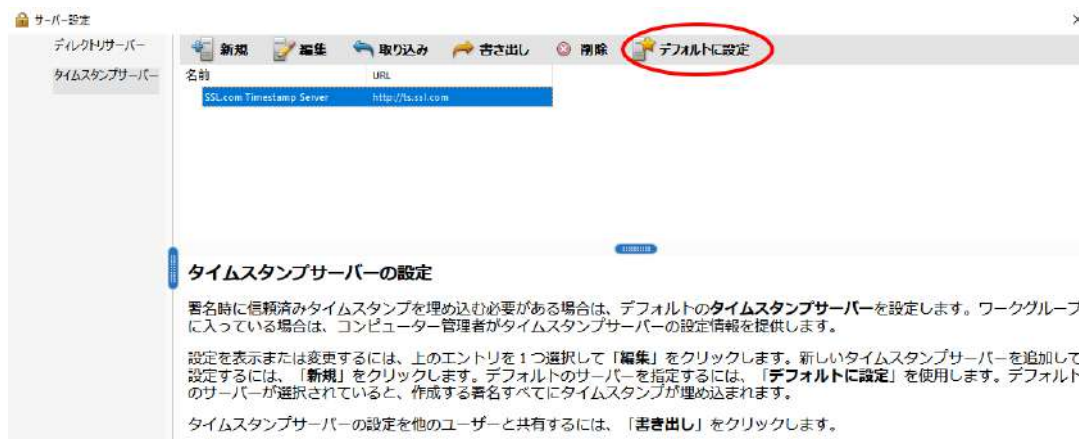 サーバー設定
ディレクトリサーバー
タイムスタンプサーバー
新規 編集 取り込み 書き出し 削除 デフォルトに設定
名前 URL
SSL.com Timestamp Server http://ts.ssl.com
タイムスタンプサーバーの設定
署名時に信頼済みタイムスタンプを埋め込む必要がある場合は、デフォルトのタイムスタンプサーバーを設定します。ワークグループ
に入っている場合は、コンピューター管理者がタイムスタンプサーバーの設定情報を提供します。
設定を表示または変更するには、上のエントリを1つ選択して「編集」をクリックします。新しいタイムスタンプサーバーを追加して
設定するには、「新規」をクリックします。デフォルトのサーバーを指定するには、「デフォルトに設定」を使用します。デフォルト
のサーバーが選択されていると、作成する署名すべてにタイムスタンプが埋め込まれます。
タイムスタンプサーバーの設定を他のユーザーと共有するには、「書き出し」をクリックします。